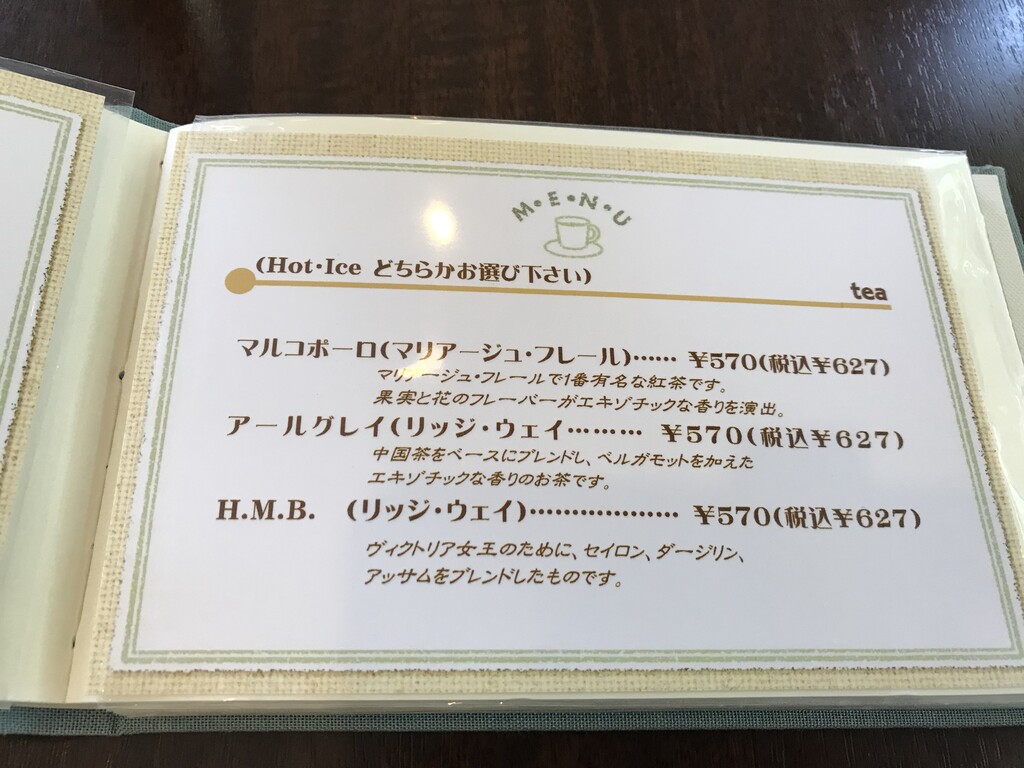 M・E・N・U
(Hot・Ice どちらかお選び下さい)
tea
マルコポーロ(マリアージュ・フレール)…… ¥570(税込¥627)
マリアージュ・フレールで1番有名な紅茶です。
果実と花のフレーバーがエキゾチックな香りを演出。
アールグレイ(リッジ・ウェイ……… ¥570(税込¥627)
中国茶をベースにブレンドし、ベルガモットを加えた
エキゾチックな香りのお茶です。
H.M.B. (リッジ・ウェイ)……………… ¥570(税込¥627)
ヴィクトリア女王のために、セイロン、ダージリン、
アッサムをブレンドしたものです。